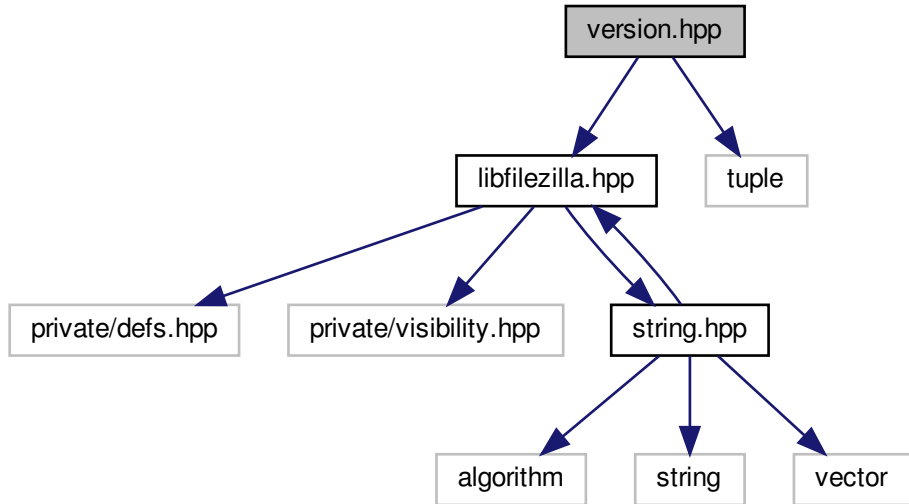 version.hpp
libfilezilla.hpp
tuple
private/defs.hpp
private/visibility.hpp
string.hpp
algorithm
string
vector